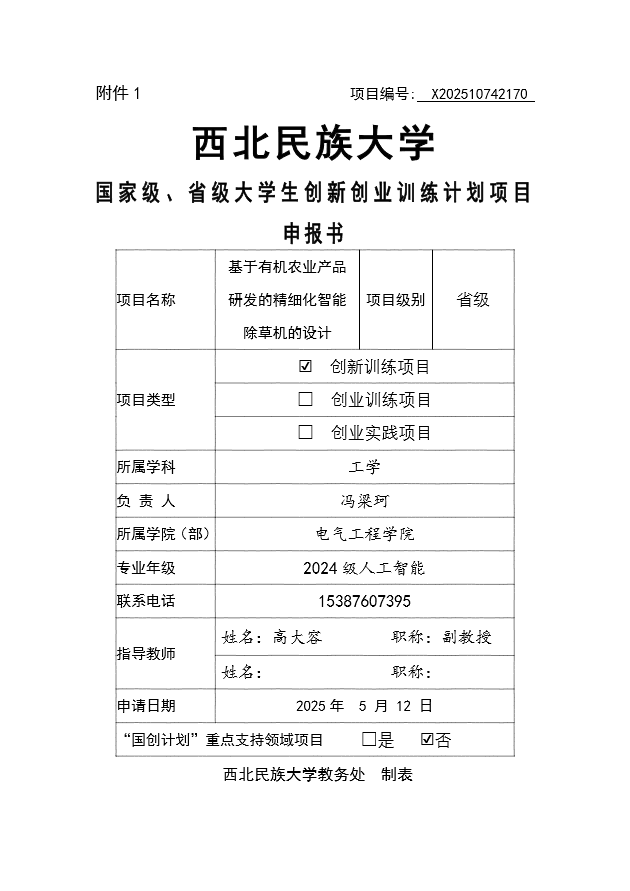 附件1 项目编号: X202510742170
西北民族大学
国家级、省级大学生创新创业训练计划项目
申报书
项目名称 基于有机农业产品研发的精细化智能除草机的设计 项目级别 省级
项目类型 ☑ 创新训练项目
☐ 创业训练项目
☐ 创业实践项目
所属学科 工学
负 责 人 冯梁珂
所属学院（部） 电气工程学院
专业年级 2024级人工智能
联系电话 15387607395
指导教师 姓名：高大容 职称：副教授
姓名： 职称：
申请日期 2025年 5 月 12 日
“国创计划”重点支持领域项目 ☐是 ☑否
西北民族大学教务处 制表